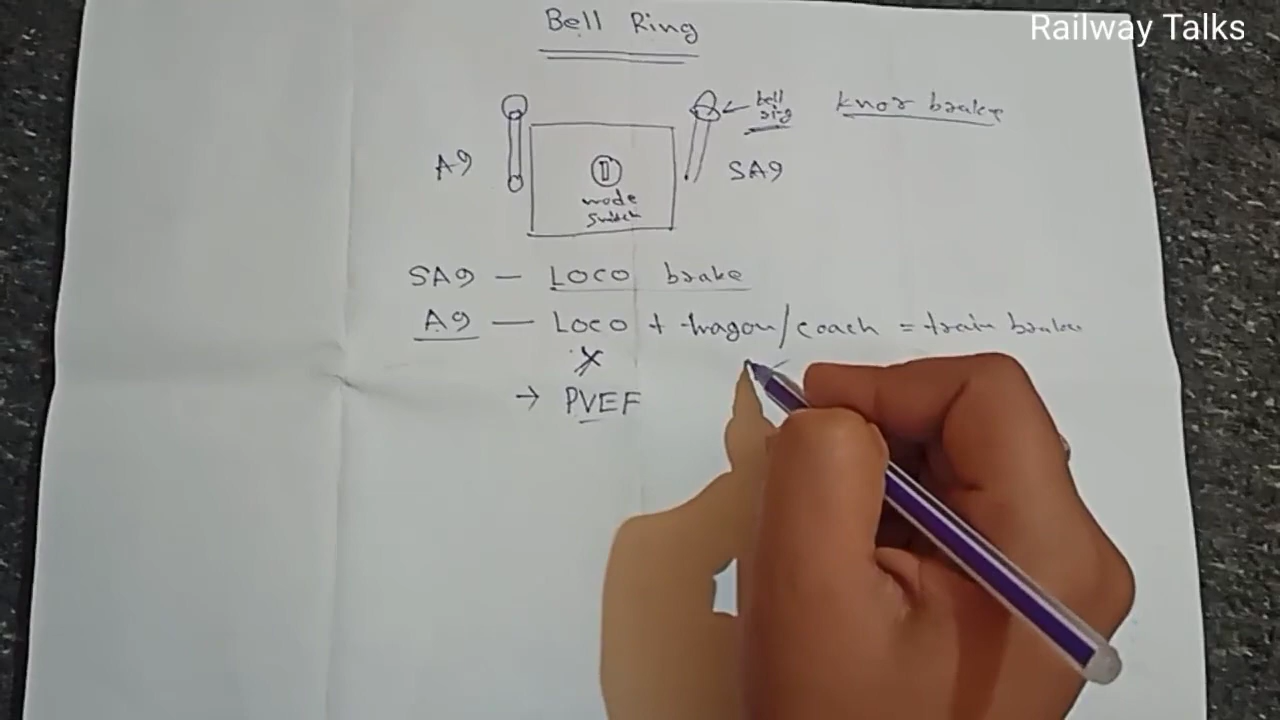 Railway Talks
Bell Ring
bell
ring
knor brake
A9
SA9
mode
switch
SA9 — LOCO brake
A9 — LOCO + wagon/coach = train brake
→ PVEF